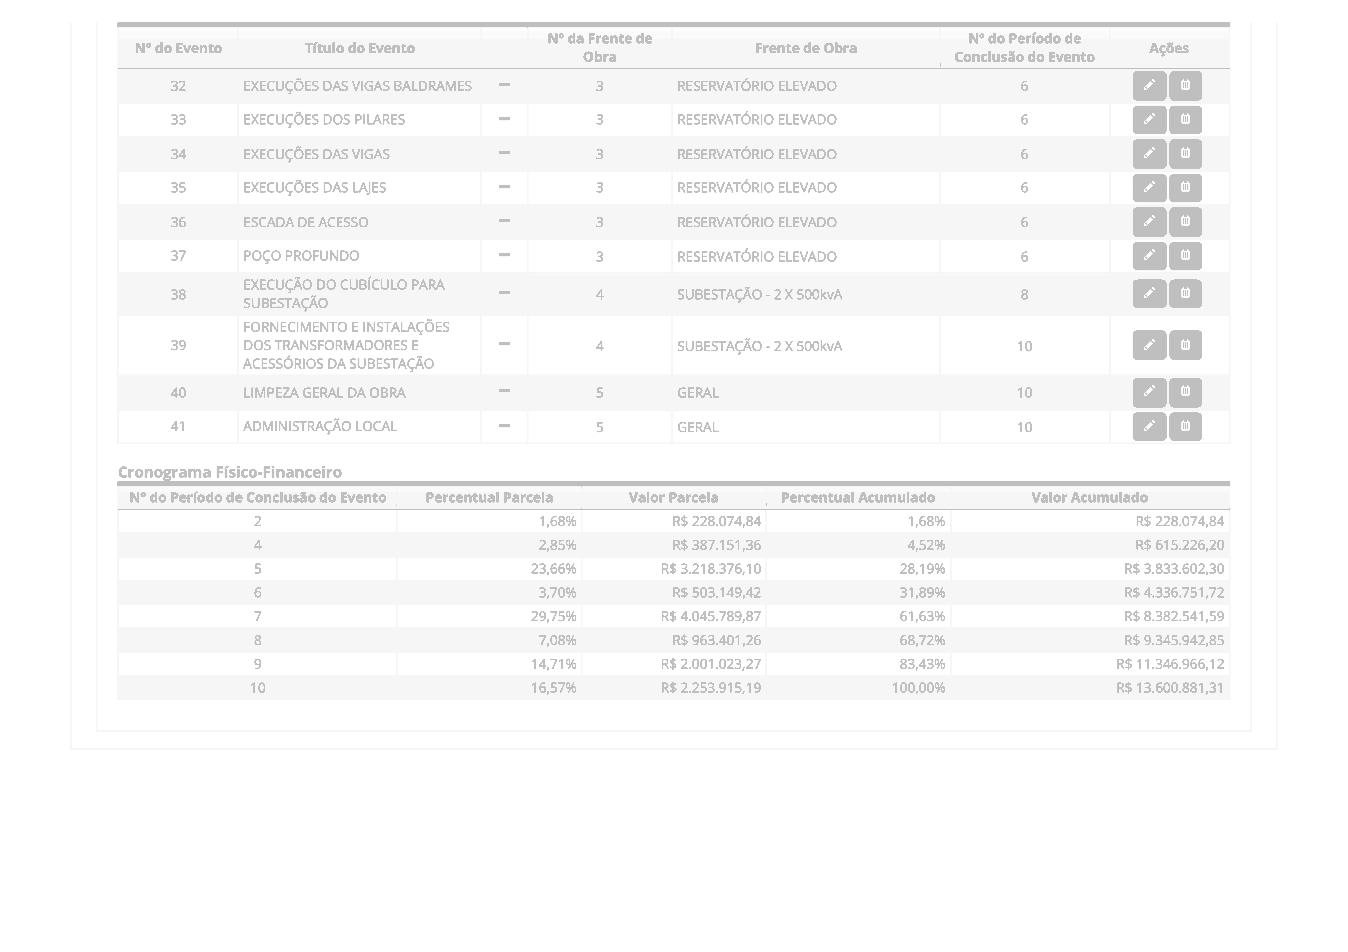 Nº do Evento Título do Evento Nº da Frente de Obra Frente de Obra Nº do Período de Conclusão do Evento Ações
32 EXECUÇÕES DAS VIGAS BALDRAMES 3 RESERVATÓRIO ELEVADO 6
33 EXECUÇÕES DOS PILARES 3 RESERVATÓRIO ELEVADO 6
34 EXECUÇÕES DAS VIGAS 3 RESERVATÓRIO ELEVADO 6
35 EXECUÇÕES DAS LAJES 3 RESERVATÓRIO ELEVADO 6
36 ESCADA DE ACESSO 3 RESERVATÓRIO ELEVADO 6
37 POÇO PROFUNDO 3 RESERVATÓRIO ELEVADO 6
38 EXECUÇÃO DO CUBÍCULO PARA SUBESTAÇÃO 4 SUBESTAÇÃO - 2 X 500kvA 8
39 FORNECIMENTO E INSTALAÇÕES DOS TRANSFORMADORES E ACESSÓRIOS DA SUBESTAÇÃO 4 SUBESTAÇÃO - 2 X 500kvA 10
40 LIMPEZA GERAL DA OBRA 5 GERAL 10
41 ADMINISTRAÇÃO LOCAL 5 GERAL 10
Cronograma Físico-Financeiro
Nº do Período de Conclusão do Evento Percentual Parcela Valor Parcela Percentual Acumulado Valor Acumulado
2 1,68% R$ 228.074,84 1,68% R$ 228.074,84
4 2,85% R$ 387.151,36 4,52% R$ 615.226,20
5 23,66% R$ 3.218.376,10 28,19% R$ 3.833.602,30
6 3,70% R$ 503.149,42 31,89% R$ 4.336.751,72
7 29,75% R$ 4.045.789,87 61,63% R$ 8.382.541,59
8 7,08% R$ 963.401,26 68,72% R$ 9.345.942,85
9 14,71% R$ 2.001.023,27 83,43% R$ 11.346.966,12
10 16,57% R$ 2.253.915,19 100,00% R$ 13.600.881,31